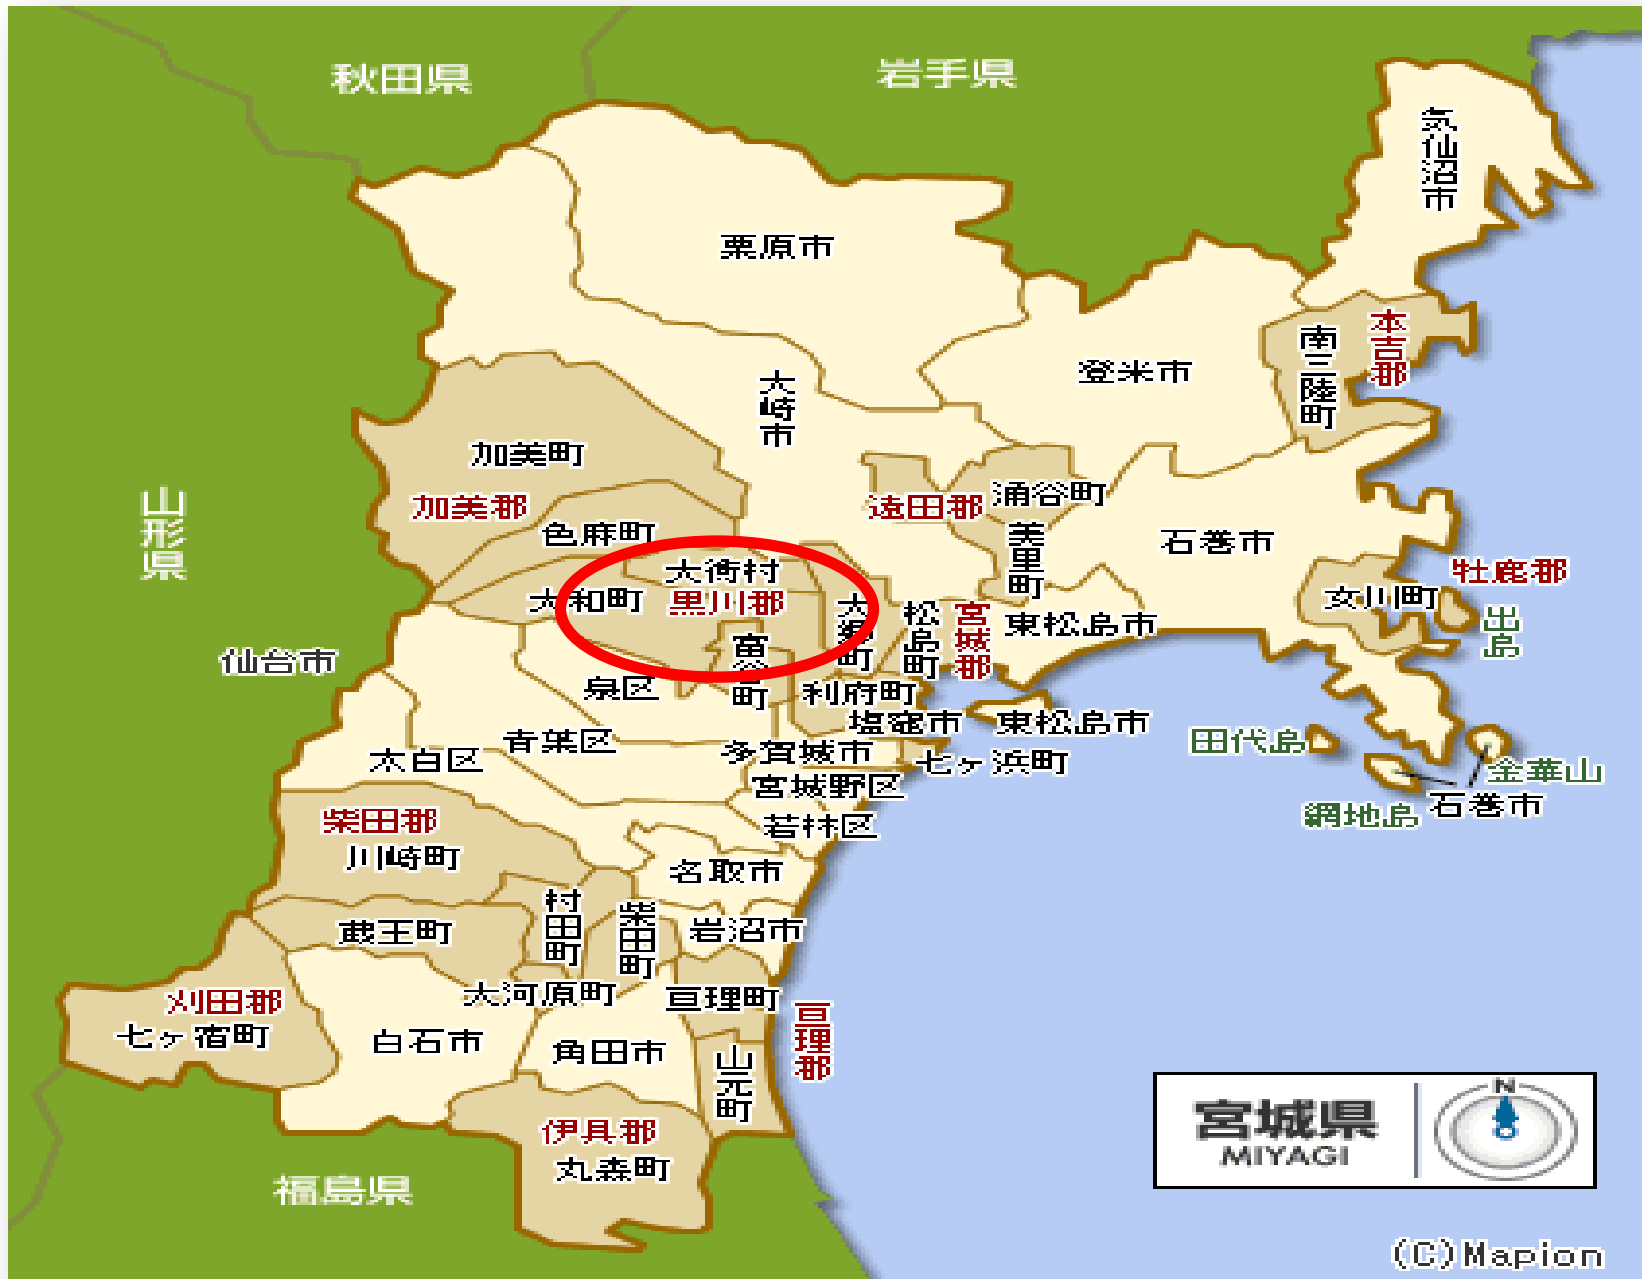 秋田県
岩手県
気仙沼市
栗原市
本吉郡
南三陸町
登米市
大崎市
加美町
加美郡
遠田郡
涌谷町
山形県
色麻町
美里町
石巻市
大衡村
牡鹿郡
大和町
黒川郡
大郷町
松島町
宮城郡
東松島市
女川町
出島
富谷町
仙台市
泉区
利府町
塩竈市
東松島市
青葉区
多賀城市
田代島
太白区
七ヶ浜町
金華山
宮城野区
石巻市
網地島
柴田郡
若林区
川崎町
名取市
村田町
柴田町
蔵王町
岩沼市
大河原町
亘理町
刈田郡
亘理郡
七ヶ宿町
白石市
角田市
山元町
伊具郡
丸森町
福島県
N
宮城県
MIYAGI
(C)Mapion